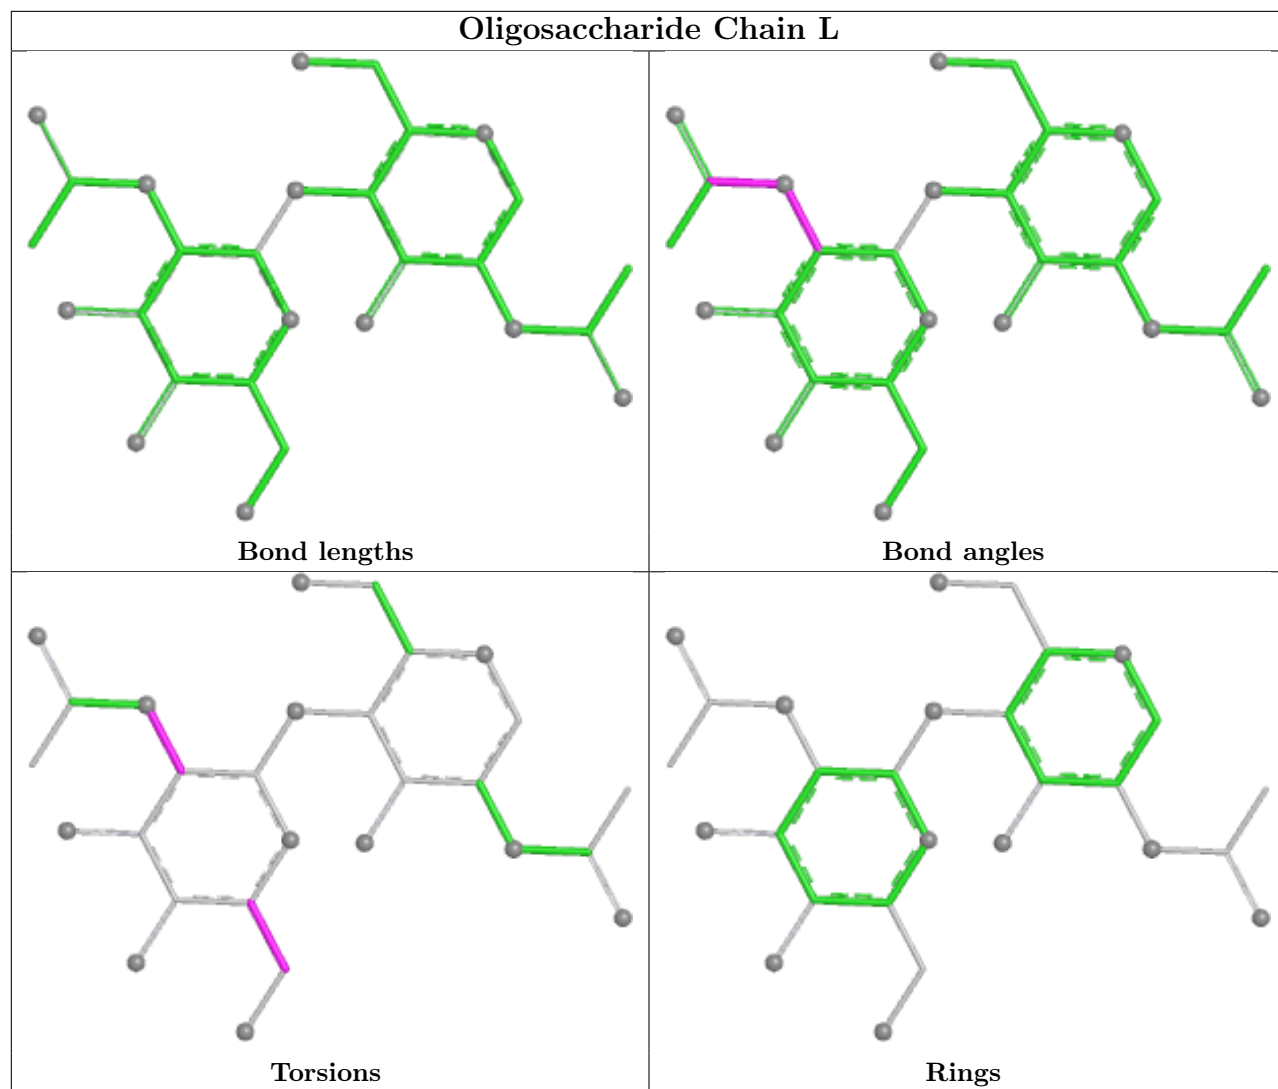 Oligosaccharide Chain L
Bond lengths
Bond angles
Torsions
Rings